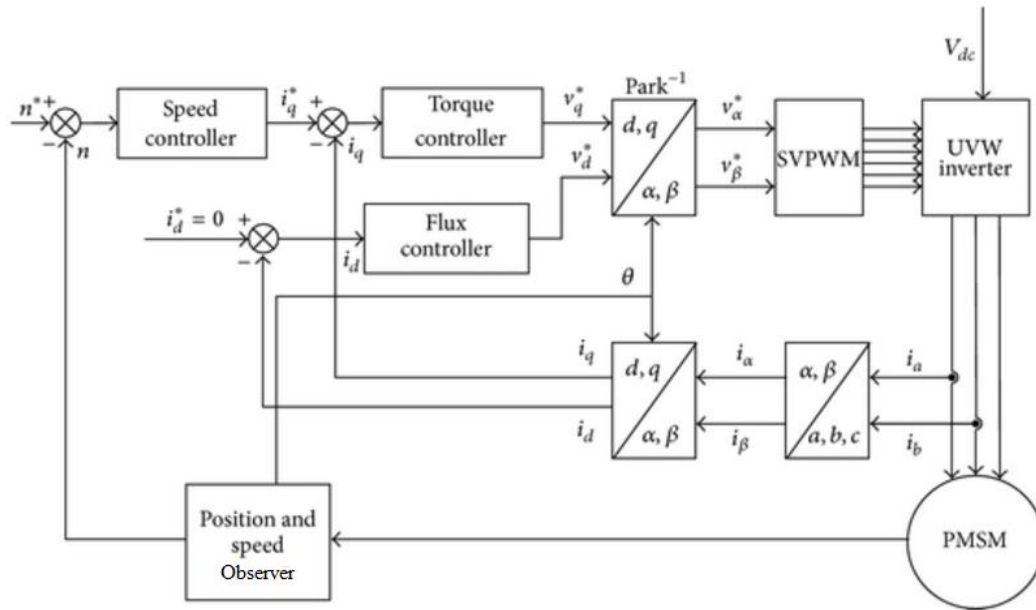 V_dc
Park⁻¹
n*
+
−
n
Speed
controller
i_q*
+
−
i_q
Torque
controller
v_q*
v_d*
d, q
α, β
v_α*
v_β*
SVPWM
UVW
inverter
i_d* = 0
+
−
i_d
Flux
controller
θ
i_q
i_d
d, q
α, β
i_α
i_β
α, β
a, b, c
i_a
i_b
Position and
speed
Observer
PMSM